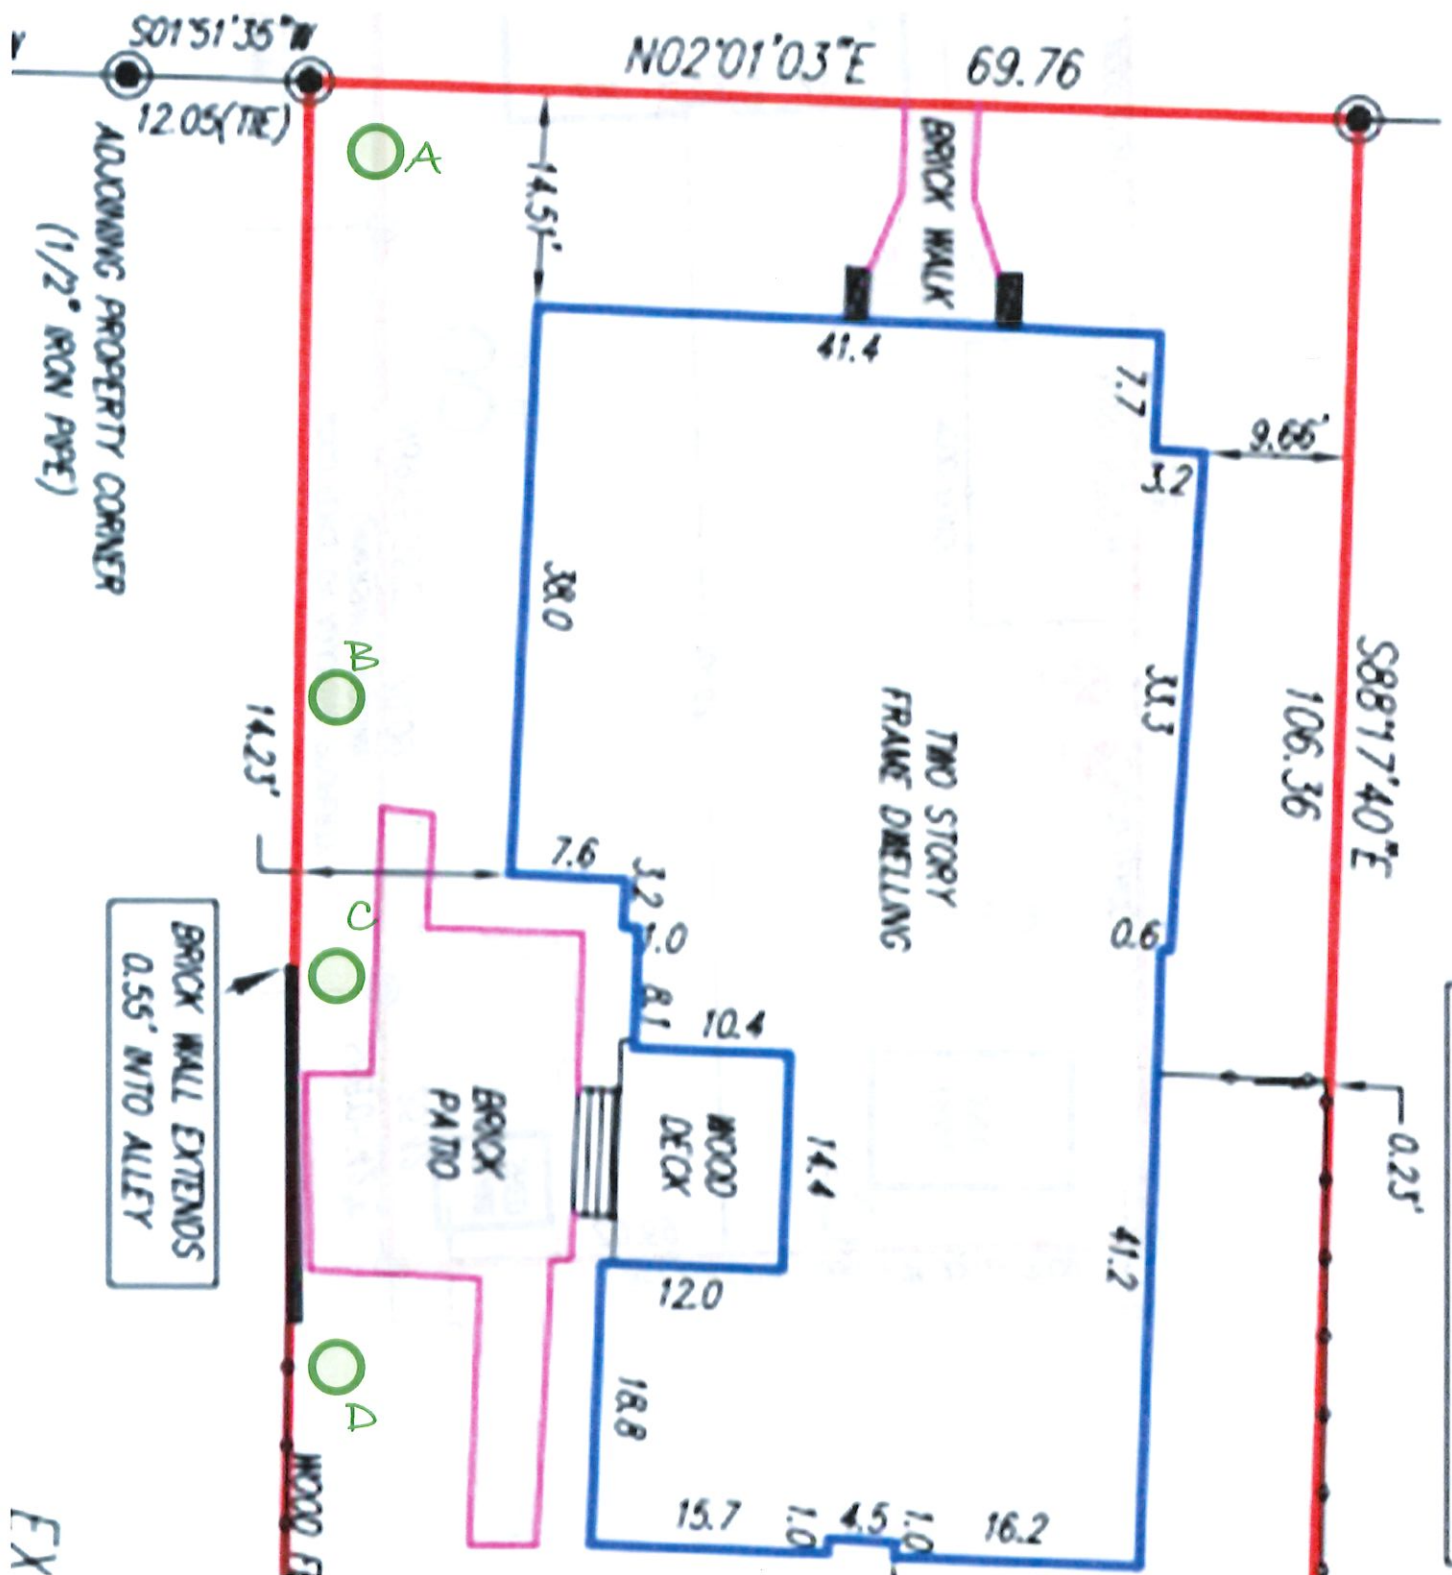 S01°51'35"W
12.05(TIE)
N02°01'03"E 69.76
A
ADJOINING PROPERTY CORNER
(1/2" IRON PIPE)
14.51'
BRICK WALK
41.4
7.7
3.2
9.66'
38.0
33.3
S88°17'40"E
106.36
B
TWO STORY
FRAME DWELLING
14.23'
7.6
3.2
1.0
8.1
0.6
C
BRICK WALL EXTENDS
0.55' INTO ALLEY
10.4
BRICK
PATIO
WOOD
DECK
14.4
0.25'
12.0
41.2
D
18.8
WOOD
15.7
1.0
4.5
1.0
16.2
EX